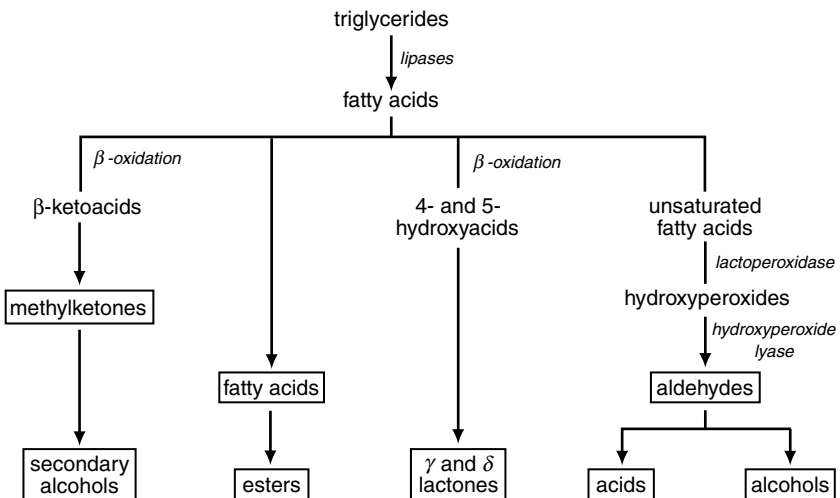 triglycerides
lipases
fatty acids
β-oxidation
β-oxidation
β-ketoacids
4- and 5-
hydroxyacids
unsaturated
fatty acids
lactoperoxidase
methylketones
hydroxyperoxides
hydroxyperoxide
lyase
fatty acids
aldehydes
secondary
alcohols
esters
γ and δ
lactones
acids
alcohols